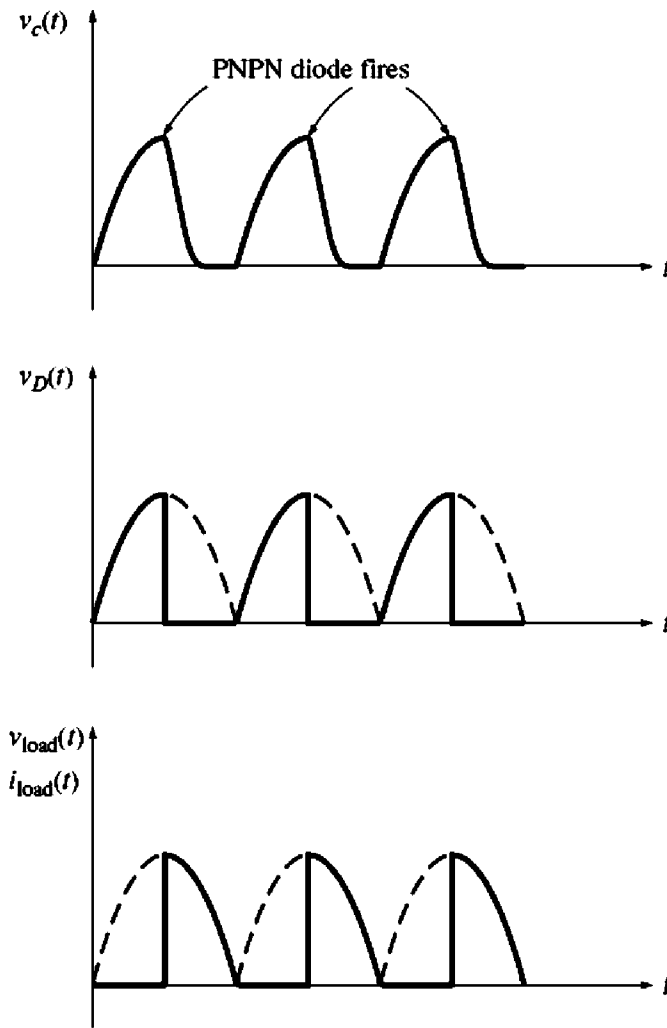 v_c(t)
PNPN diode fires
t
v_D(t)
t
v_load(t)
i_load(t)
t